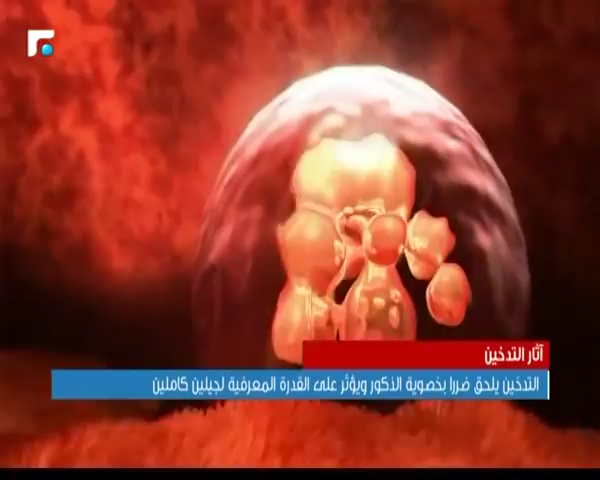 آثار التدخين
التدخين يلحق ضررا بخصوبة الذكور ويؤثر على القدرة المعرفية لجيلين كاملين